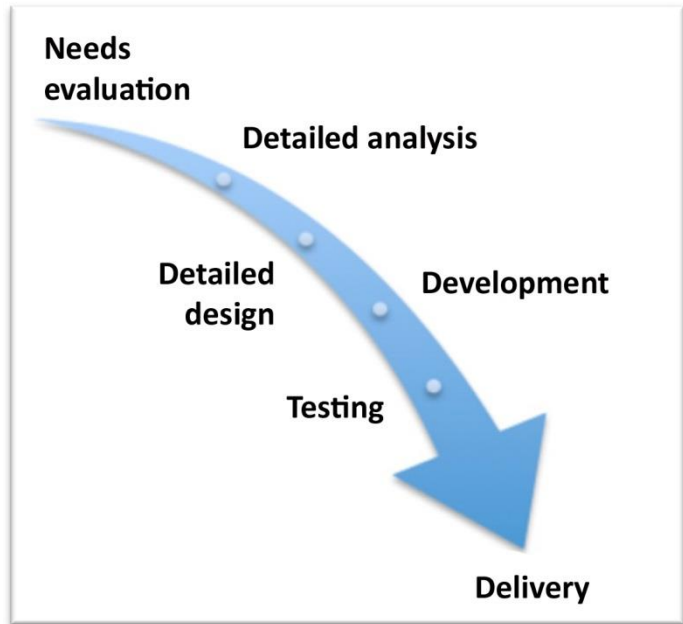 Needs
evaluation
Detailed analysis
Detailed
design
Development
Testing
Delivery